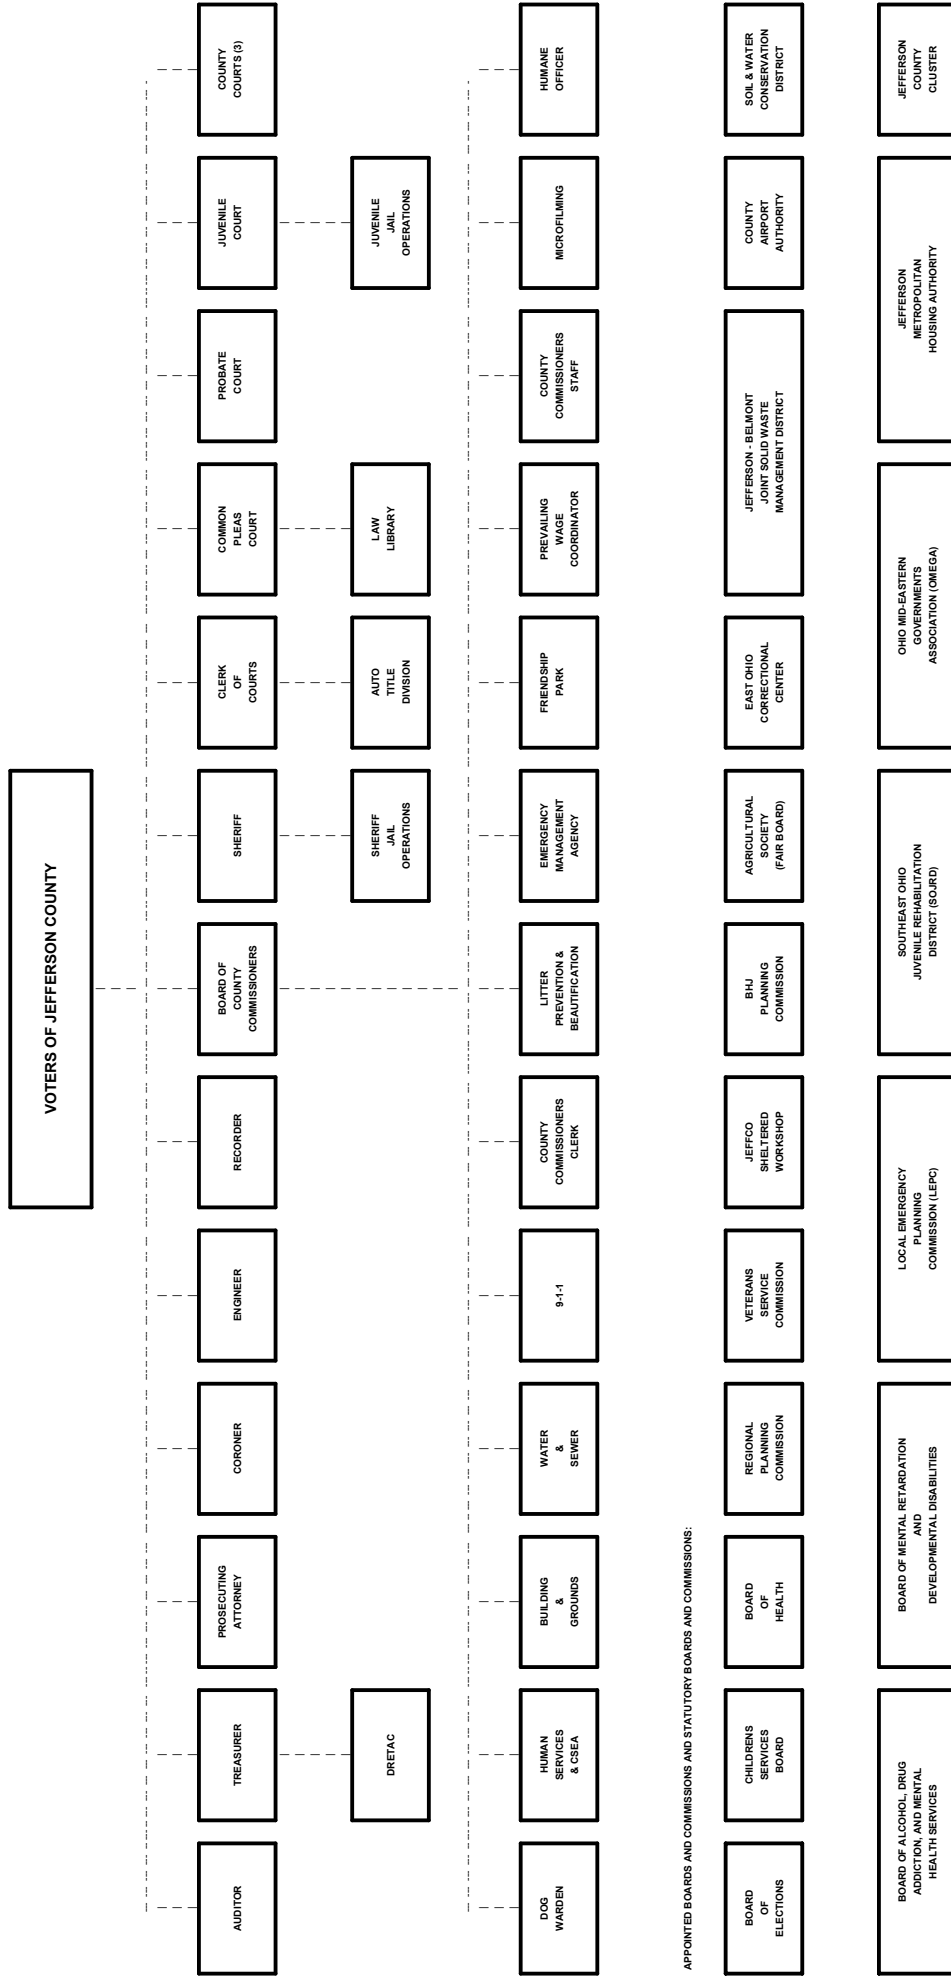 VOTERS OF JEFFERSON COUNTY
AUDITOR
TREASURER
PROSECUTING
ATTORNEY
CORONER
ENGINEER
RECORDER
BOARD OF
COUNTY
COMMISSIONERS
SHERIFF
CLERK
OF
COURTS
COMMON
PLEAS
COURT
PROBATE
COURT
JUVENILE
COURT
COUNTY
COURTS (3)
DRETAC
SHERIFF
JAIL
OPERATIONS
AUTO
TITLE
DIVISION
LAW
LIBRARY
JUVENILE
JAIL
OPERATIONS
DOG
WARDEN
HUMAN
SERVICES
& CSEA
BUILDING
&
GROUNDS
WATER
&
SEWER
9-1-1
COUNTY
COMMISSIONERS
CLERK
LITTER
PREVENTION &
BEAUTIFICATION
EMERGENCY
MANAGEMENT
AGENCY
FRIENDSHIP
PARK
PREVAILING
WAGE
COORDINATOR
COUNTY
COMMISSIONERS
STAFF
MICROFILMING
HUMANE
OFFICER
APPOINTED BOARDS AND COMMISSIONS AND STATUTORY BOARDS AND COMMISSIONS:
BOARD
OF
ELECTIONS
CHILDRENS
SERVICES
BOARD
BOARD
OF
HEALTH
REGIONAL
PLANNING
COMMISSION
VETERANS
SERVICE
COMMISSION
JEFFCO
SHELTERED
WORKSHOP
BHJ
PLANNING
COMMISSION
AGRICULTURAL
SOCIETY
(FAIR BOARD)
EAST OHIO
CORRECTIONAL
CENTER
JEFFERSON - BELMONT
JOINT SOLID WASTE
MANAGEMENT DISTRICT
COUNTY
AIRPORT
AUTHORITY
SOIL & WATER
CONSERVATION
DISTRICT
BOARD OF ALCOHOL, DRUG
ADDICTION, AND MENTAL
HEALTH SERVICES
BOARD OF MENTAL RETARDATION
AND
DEVELOPMENTAL DISABILITIES
LOCAL EMERGENCY
PLANNING
COMMISSION (LEPC)
SOUTHEAST OHIO
JUVENILE REHABILITATION
DISTRICT (SOJRD)
OHIO MID-EASTERN
GOVERNMENTS
ASSOCIATION (OMEGA)
JEFFERSON
METROPOLITAN
HOUSING AUTHORITY
JEFFERSON
COUNTY
CLUSTER